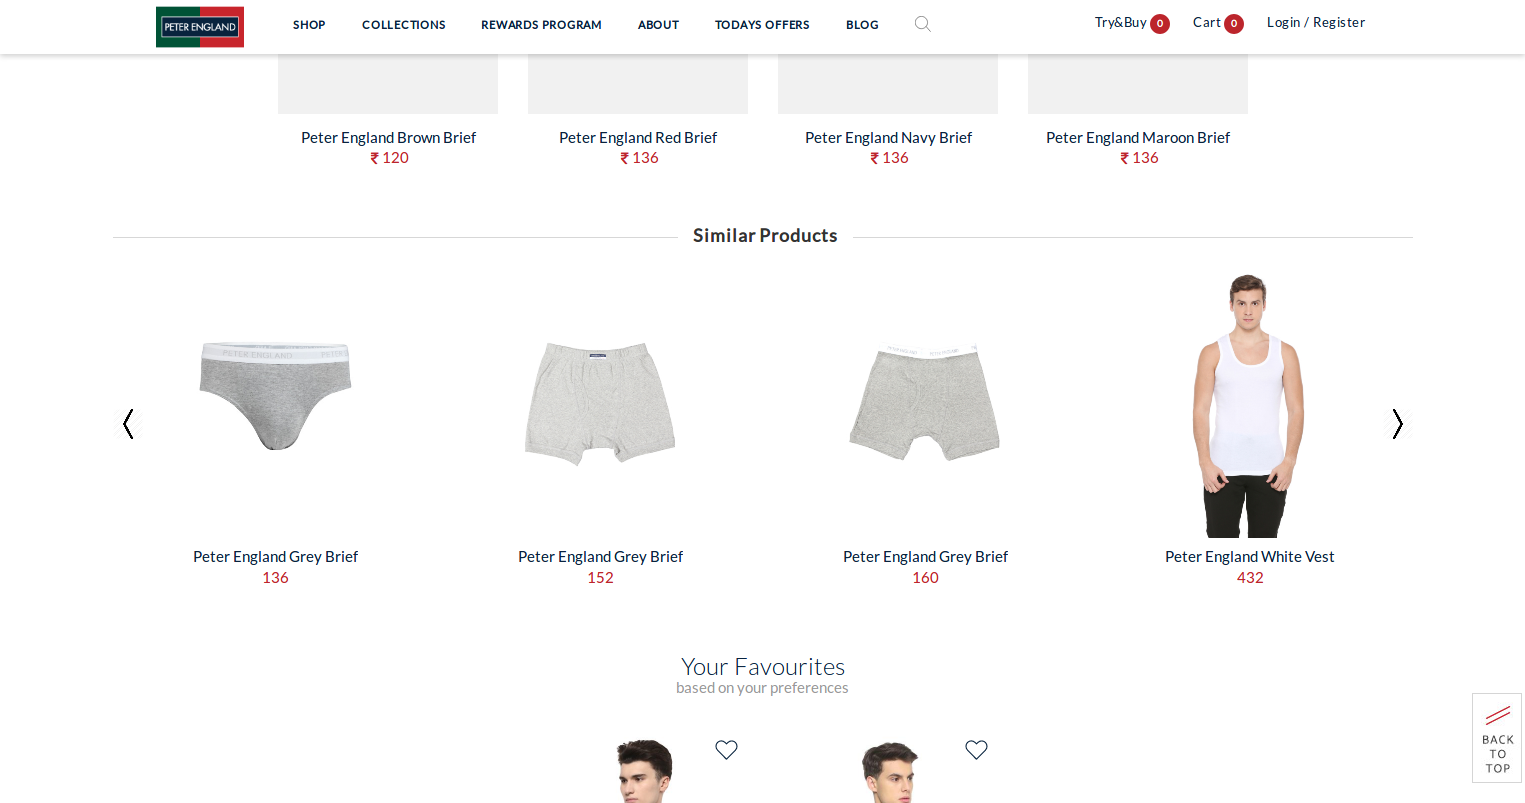 PETER ENGLAND
SHOP
COLLECTIONS
REWARDS PROGRAM
ABOUT
TODAYS OFFERS
BLOG
Try&Buy 0
Cart 0
Login / Register
Peter England Brown Brief
₹ 120
Peter England Red Brief
₹ 136
Peter England Navy Brief
₹ 136
Peter England Maroon Brief
₹ 136
Similar Products
PETER ENGLAND
Peter England Grey Brief
136
Peter England Grey Brief
152
PETER ENGLAND
Peter England Grey Brief
160
Peter England White Vest
432
Your Favourites
based on your preferences
BACK
TO
TOP